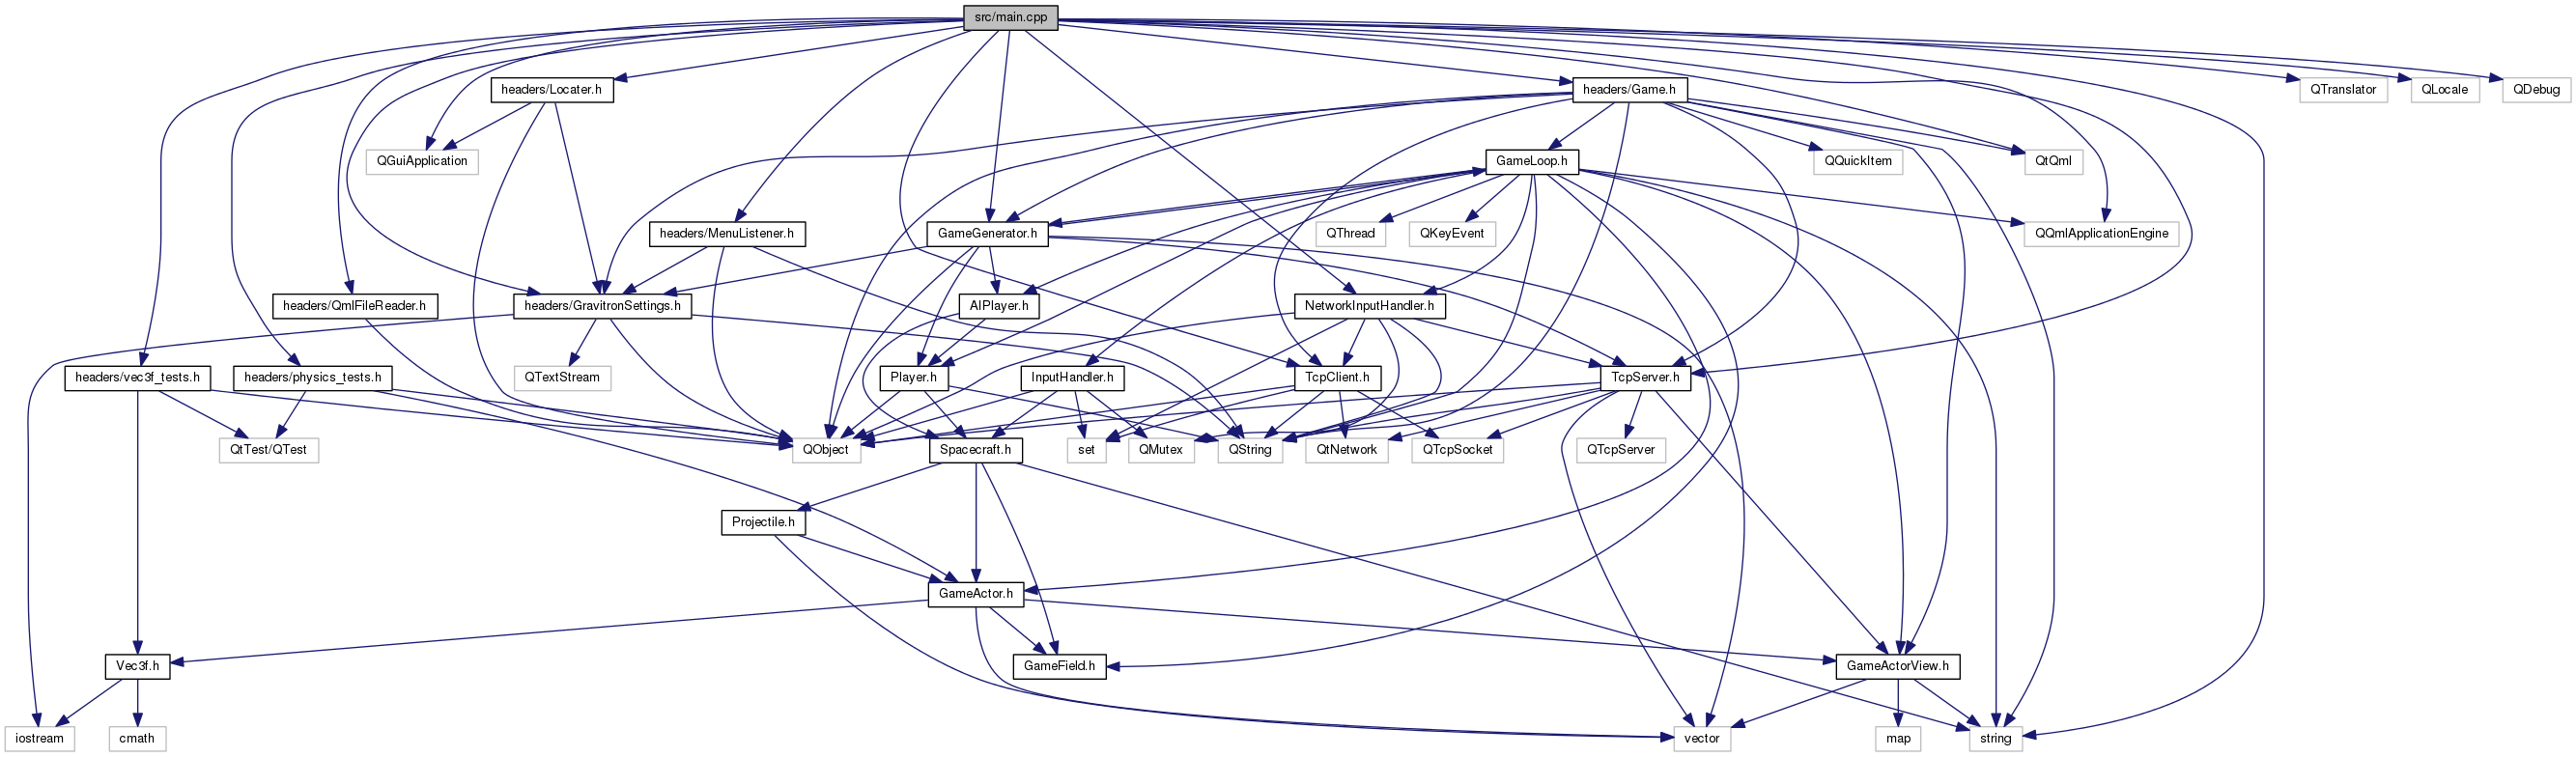 src/main.cpp
headers/Locater.h
headers/Game.h
QTranslator
QLocale
QDebug
QGuiApplication
GameLoop.h
QQuickItem
QtQml
headers/MenuListener.h
GameGenerator.h
QThread
QKeyEvent
QQmlApplicationEngine
headers/QmlFileReader.h
headers/GravitronSettings.h
AIPlayer.h
NetworkInputHandler.h
headers/vec3f_tests.h
headers/physics_tests.h
QTextStream
Player.h
InputHandler.h
TcpClient.h
TcpServer.h
QtTest/QTest
QObject
Spacecraft.h
set
QMutex
QString
QtNetwork
QTcpSocket
QTcpServer
Projectile.h
GameActor.h
Vec3f.h
GameField.h
GameActorView.h
iostream
cmath
vector
map
string